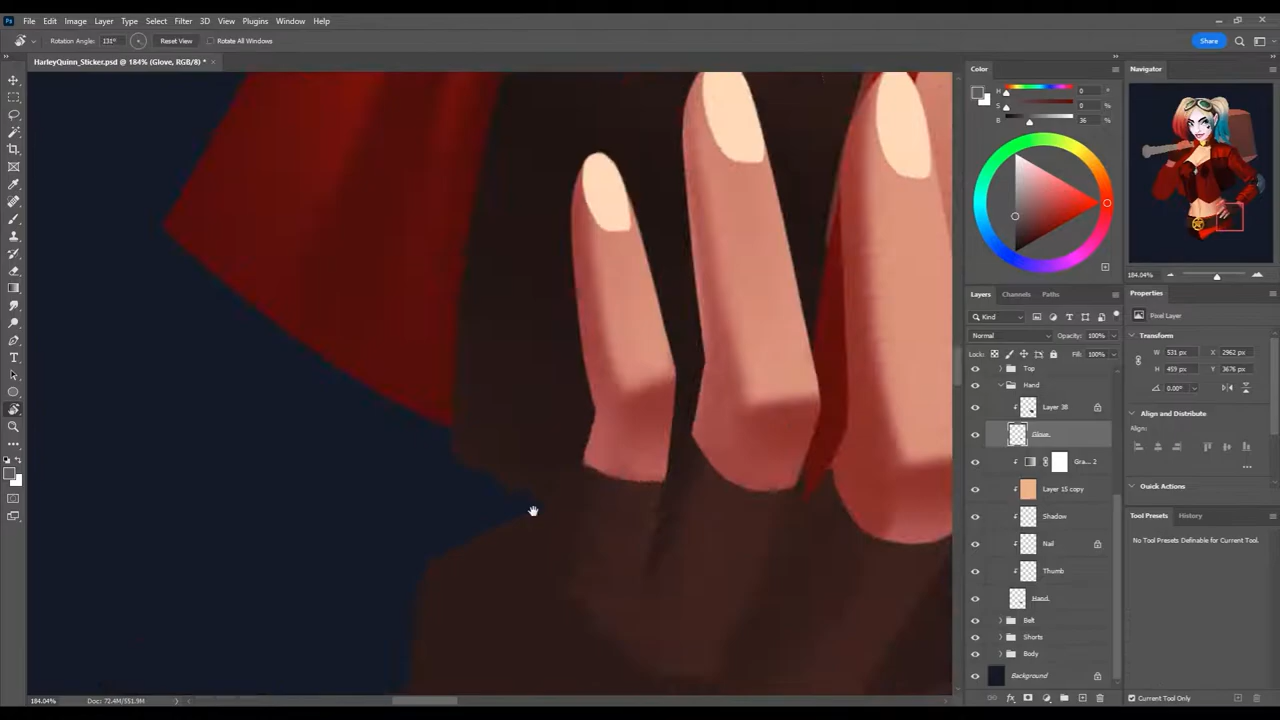 Ps File Edit Image Layer Type Select Filter 3D View Plugins Window Help
Rotation Angle: 131° Reset View Rotate All Windows Share
HarleyQuinn_Sticker.psd @ 184% (Glove, RGB/8) *
Color
H 0 °
S 0 %
B 36 %
Navigator
184.04%
Layers Channels Paths
Kind
Normal Opacity: 100%
Lock: Fill: 100%
Top
Hand
Layer 38
Glove
Gra... 2
Layer 15 copy
Shadow
Nail
Thumb
Hand
Belt
Shorts
Body
Background
Properties
Pixel Layer
Transform
W 531 px X 2962 px
H 459 px Y 3676 px
0.00°
Align and Distribute
Align:
Quick Actions
Tool Presets History
No Tool Presets Definable for Current Tool.
Current Tool Only
184.04% Doc: 72.4M/551.9M